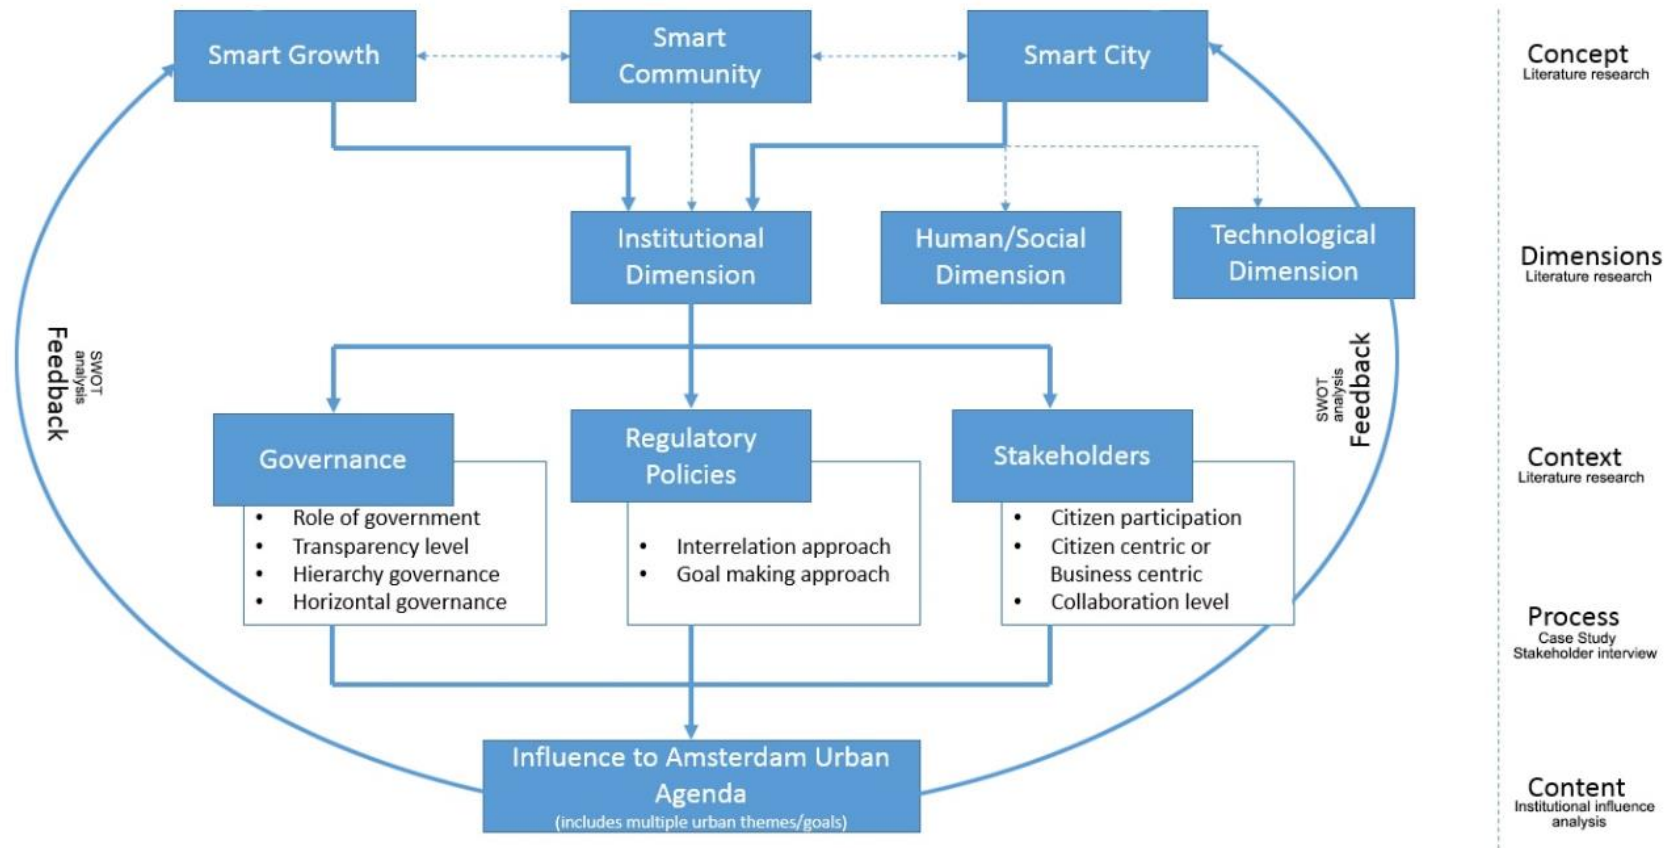 Smart Growth
Smart
Community
Smart City
Concept
Literature research
Institutional
Dimension
Human/Social
Dimension
Technological
Dimension
Dimensions
Literature research
Feedback
SWOT
analysis
SWOT
analysis
Feedback
Governance
• Role of government
• Transparency level
• Hierarchy governance
• Horizontal governance
Regulatory
Policies
• Interrelation approach
• Goal making approach
Stakeholders
• Citizen participation
• Citizen centric or
Business centric
• Collaboration level
Context
Literature research
Process
Case Study
Stakeholder interview
Influence to Amsterdam Urban
Agenda
(includes multiple urban themes/goals)
Content
Institutional influence
analysis